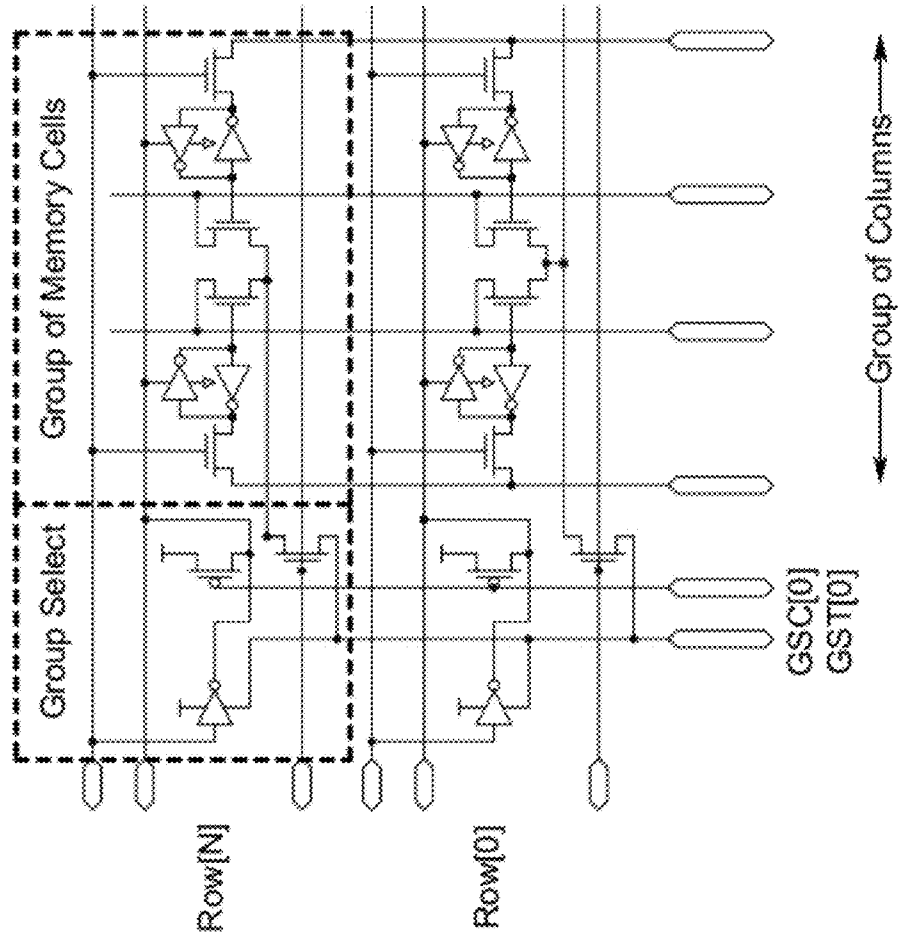 Group Select
Group of Memory Cells
Row[N]
Row[0]
GSC[0]
GST[0]
Group of Columns